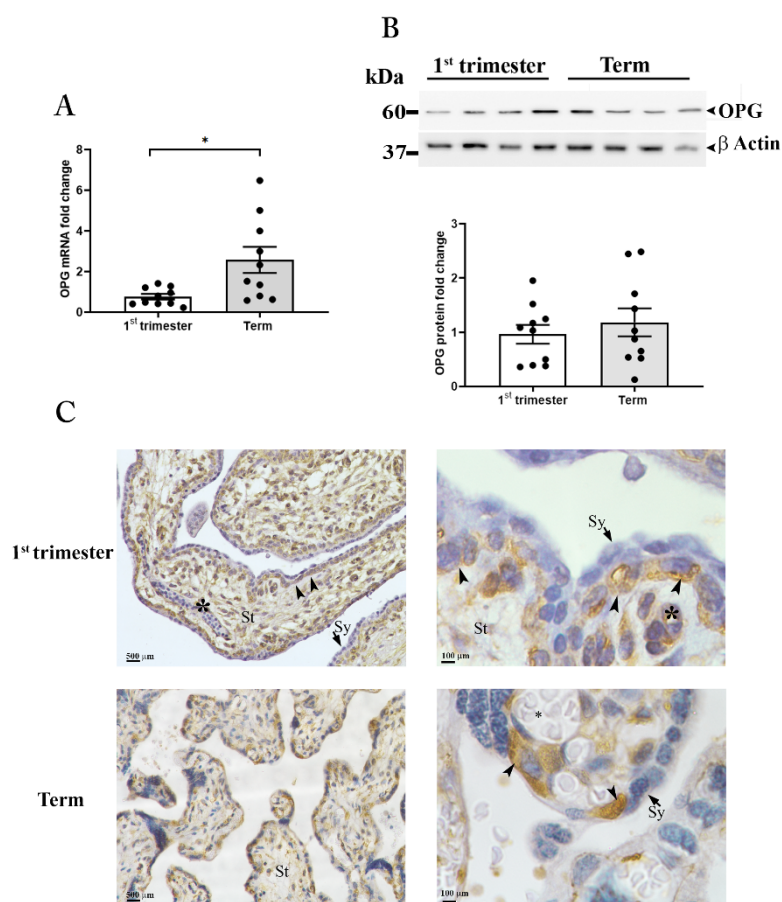 A
*
OPG mRNA fold change
8
6
4
2
0
1st trimester
Term
B
1st trimester
Term
kDa
60
OPG
37
β Actin
OPG protein fold change
3
2
1
0
1st trimester
Term
C
1st trimester
*
St
Sy
500 μm
Sy
St
*
100 μm
Term
St
500 μm
*
Sy
100 μm